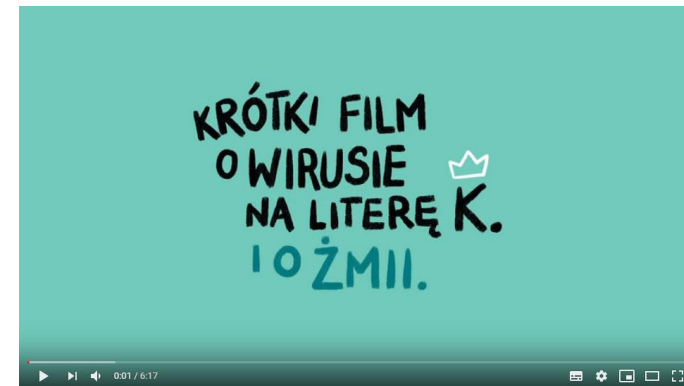 KRÓTKI FILM
O WIRUSIE
NA LITERĘ K.
I O ŻMII.
0:01 / 6:17